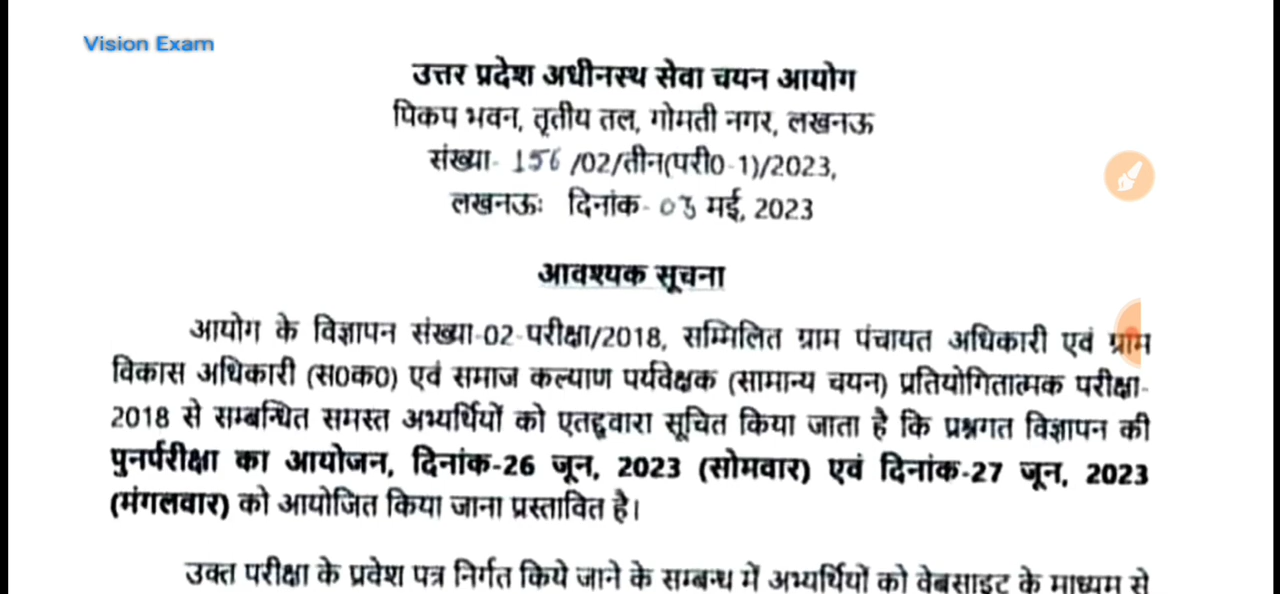 Vision Exam
उत्तर प्रदेश अधीनस्थ सेवा चयन आयोग
पिकप भवन, तृतीय तल, गोमती नगर, लखनऊ
संख्या- 156 /02/तीन(परी0-1)/2023,
लखनऊः दिनांक- 03 मई, 2023
आवश्यक सूचना
आयोग के विज्ञापन संख्या-02-परीक्षा/2018, सम्मिलित ग्राम पंचायत अधिकारी एवं ग्राम
विकास अधिकारी (स0क0) एवं समाज कल्याण पर्यवेक्षक (सामान्य चयन) प्रतियोगितात्मक परीक्षा-
2018 से सम्बन्धित समस्त अभ्यर्थियों को एतद्द्वारा सूचित किया जाता है कि प्रश्नगत विज्ञापन की
पुनर्परीक्षा का आयोजन, दिनांक-26 जून, 2023 (सोमवार) एवं दिनांक-27 जून, 2023
(मंगलवार) को आयोजित किया जाना प्रस्तावित है।
उक्त परीक्षा के प्रवेश पत्र निर्गत किये जाने के सम्बन्ध में अभ्यर्थियों को वेबसाइट के माध्यम से